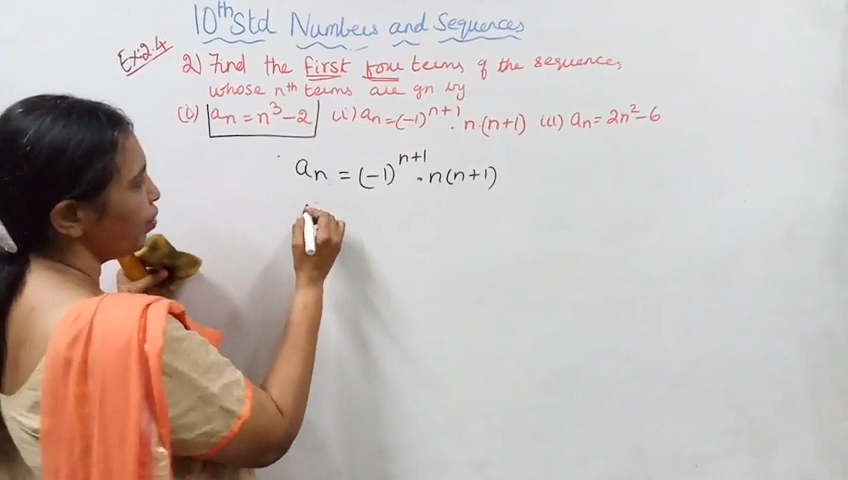 10th Std Numbers and Sequences
Ex:2.4
2) Find the first four terms of the sequences
whose nth terms are gn by
(i) aₙ = n³ − 2 (ii) aₙ = (−1)ⁿ⁺¹ . n.(n+1) (iii) aₙ = 2n² − 6
aₙ = (−1)ⁿ⁺¹ . n(n+1)